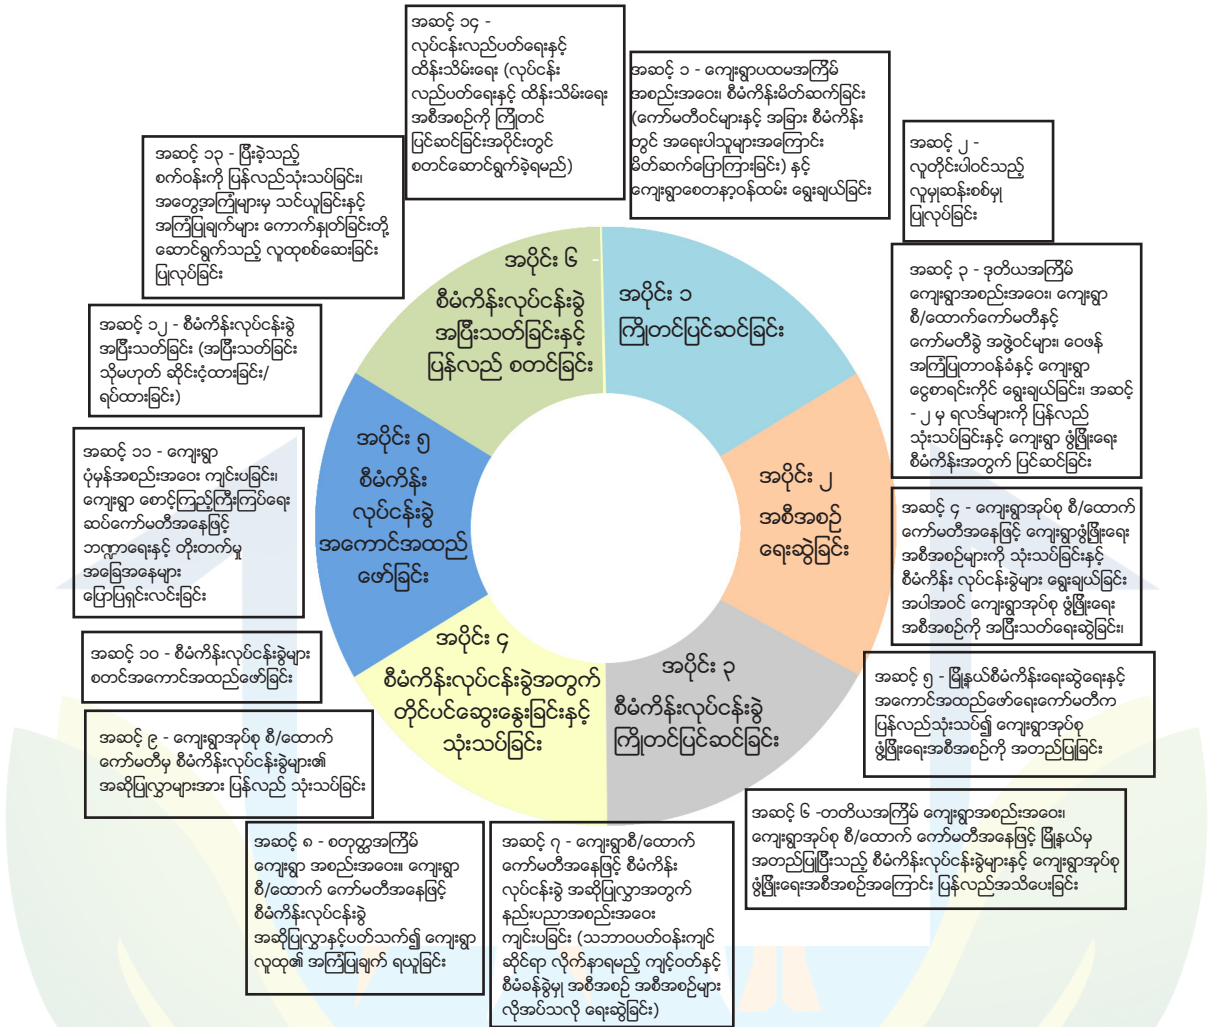 အဆင့် ၁၄ -
လုပ်ငန်းလည်ပတ်ရေးနှင့်
ထိန်းသိမ်းရေး (လုပ်ငန်း
လည်ပတ်ရေးနှင့် ထိန်းသိမ်းရေး
အစီအစဉ်ကို ကြိုတင်
ပြင်ဆင်ခြင်းအပိုင်းတွင်
စတင်ဆောင်ရွက်ခဲ့ရမည်)
အဆင့် ၁ - ကျေးရွာပထမအကြိမ်
အစည်းအဝေး၊ စီမံကိန်းမိတ်ဆက်ခြင်း
(ကော်မတီဝင်များနှင့် အခြား စီမံကိန်း
တွင် အရေးပါသူများအကြောင်း
မိတ်ဆက်ပြောကြားခြင်း) နှင့်
ကျေးရွာစေတနာ့ဝန်ထမ်း ရွေးချယ်ခြင်း
အဆင့် ၂ -
လူတိုင်းပါဝင်သည့်
လူမှုဆန်းစစ်မှု
ပြုလုပ်ခြင်း
အဆင့် ၃ - ဒုတိယအကြိမ်
ကျေးရွာအစည်းအဝေး၊ ကျေးရွာ
စီ/ထောက်ကော်မတီနှင့်
ကော်မတီခွဲ အဖွဲ့ဝင်များ၊ ဝေဖန်
အကြံပြုတာဝန်ခံနှင့် ကျေးရွာ
ငွေစာရင်းကိုင် ရွေးချယ်ခြင်း၊ အဆင့်
- ၂ မှ ရလဒ်များကို ပြန်လည်
သုံးသပ်ခြင်းနှင့် ကျေးရွာ ဖွံ့ဖြိုးရေး
စီမံကိန်းအတွက် ပြင်ဆင်ခြင်း
အဆင့် ၄ - ကျေးရွာအုပ်စု စီ/ထောက်
ကော်မတီအနေဖြင့် ကျေးရွာဖွံ့ဖြိုးရေး
အစီအစဉ်များကို သုံးသပ်ခြင်းနှင့်
စီမံကိန်း လုပ်ငန်းခွဲများ ရွေးချယ်ခြင်း
အပါအဝင် ကျေးရွာအုပ်စု ဖွံ့ဖြိုးရေး
အစီအစဉ်ကို အပြီးသတ်ရေးဆွဲခြင်း၊
အဆင့် ၅ - မြို့နယ်စီမံကိန်းရေးဆွဲရေးနှင့်
အကောင်အထည်ဖော်ရေးကော်မတီက
ပြန်လည်သုံးသပ်၍ ကျေးရွာအုပ်စု
ဖွံ့ဖြိုးရေးအစီအစဉ်ကို အတည်ပြုခြင်း
အဆင့် ၆ -တတိယအကြိမ် ကျေးရွာအစည်းအဝေး၊
ကျေးရွာအုပ်စု စီ/ထောက် ကော်မတီအနေဖြင့် မြို့နယ်မှ
အတည်ပြုပြီးသည့် စီမံကိန်းလုပ်ငန်းခွဲများနှင့် ကျေးရွာအုပ်စု
ဖွံ့ဖြိုးရေးအစီအစဉ်အကြောင်း ပြန်လည်အသိပေးခြင်း
အဆင့် ၇ - ကျေးရွာစီ/ထောက်
ကော်မတီအနေဖြင့် စီမံကိန်း
လုပ်ငန်းခွဲ အဆိုပြုလွှာအတွက်
နည်းပညာအစည်းအဝေး
ကျင်းပခြင်း (သဘာဝပတ်ဝန်းကျင်
ဆိုင်ရာ လိုက်နာရမည့် ကျင့်ဝတ်နှင့်
စီမံခန့်ခွဲမှု အစီအစဉ် အစီအစဉ်များ
လိုအပ်သလို ရေးဆွဲခြင်း)
အဆင့် ၈ - စတုတ္ထအကြိမ်
ကျေးရွာ အစည်းအဝေး။ ကျေးရွာ
စီ/ထောက် ကော်မတီအနေဖြင့်
စီမံကိန်းလုပ်ငန်းခွဲ
အဆိုပြုလွှာနှင့်ပတ်သက်၍ ကျေးရွာ
လူထု၏ အကြံပြုချက် ရယူခြင်း
အဆင့် ၉ - ကျေးရွာအုပ်စု စီ/ထောက်
ကော်မတီမှ စီမံကိန်းလုပ်ငန်းခွဲများ၏
အဆိုပြုလွှာများအား ပြန်လည် သုံးသပ်ခြင်း
အဆင့် ၁၀ - စီမံကိန်းလုပ်ငန်းခွဲများ
စတင်အကောင်အထည်ဖော်ခြင်း
အဆင့် ၁၁ - ကျေးရွာ
ပုံမှန်အစည်းအဝေး ကျင်းပခြင်း၊
ကျေးရွာ စောင့်ကြည့်ကြီးကြပ်ရေး
ဆပ်ကော်မတီအနေဖြင့်
ဘဏ္ဍာရေးနှင့် တိုးတက်မှု
အခြေအနေများ
ပြောပြရှင်းလင်းခြင်း
အဆင့် ၁၂ - စီမံကိန်းလုပ်ငန်းခွဲ
အပြီးသတ်ခြင်း (အပြီးသတ်ခြင်း
သို့မဟုတ် ဆိုင်းငံ့ထားခြင်း/
ရပ်ထားခြင်း)
အဆင့် ၁၃ - ပြီးခဲ့သည့်
စက်ဝန်းကို ပြန်လည်သုံးသပ်ခြင်း၊
အတွေ့အကြုံများမှ သင်ယူခြင်းနှင့်
အကြံပြုချက်များ ကောက်နှုတ်ခြင်းတို့
ဆောင်ရွက်သည့် လူထုစစ်ဆေးခြင်း
ပြုလုပ်ခြင်း
အပိုင်း ၁
ကြိုတင်ပြင်ဆင်ခြင်း
အပိုင်း ၂
အစီအစဉ်
ရေးဆွဲခြင်း
အပိုင်း ၃
စီမံကိန်းလုပ်ငန်းခွဲ
ကြိုတင်ပြင်ဆင်ခြင်း
အပိုင်း ၄
စီမံကိန်းလုပ်ငန်းခွဲအတွက်
တိုင်ပင်ဆွေးနွေးခြင်းနှင့်
သုံးသပ်ခြင်း
အပိုင်း ၅
စီမံကိန်း
လုပ်ငန်းခွဲ
အကောင်အထည်
ဖော်ခြင်း
အပိုင်း ၆
စီမံကိန်းလုပ်ငန်းခွဲ
အပြီးသတ်ခြင်းနှင့်
ပြန်လည် စတင်ခြင်း